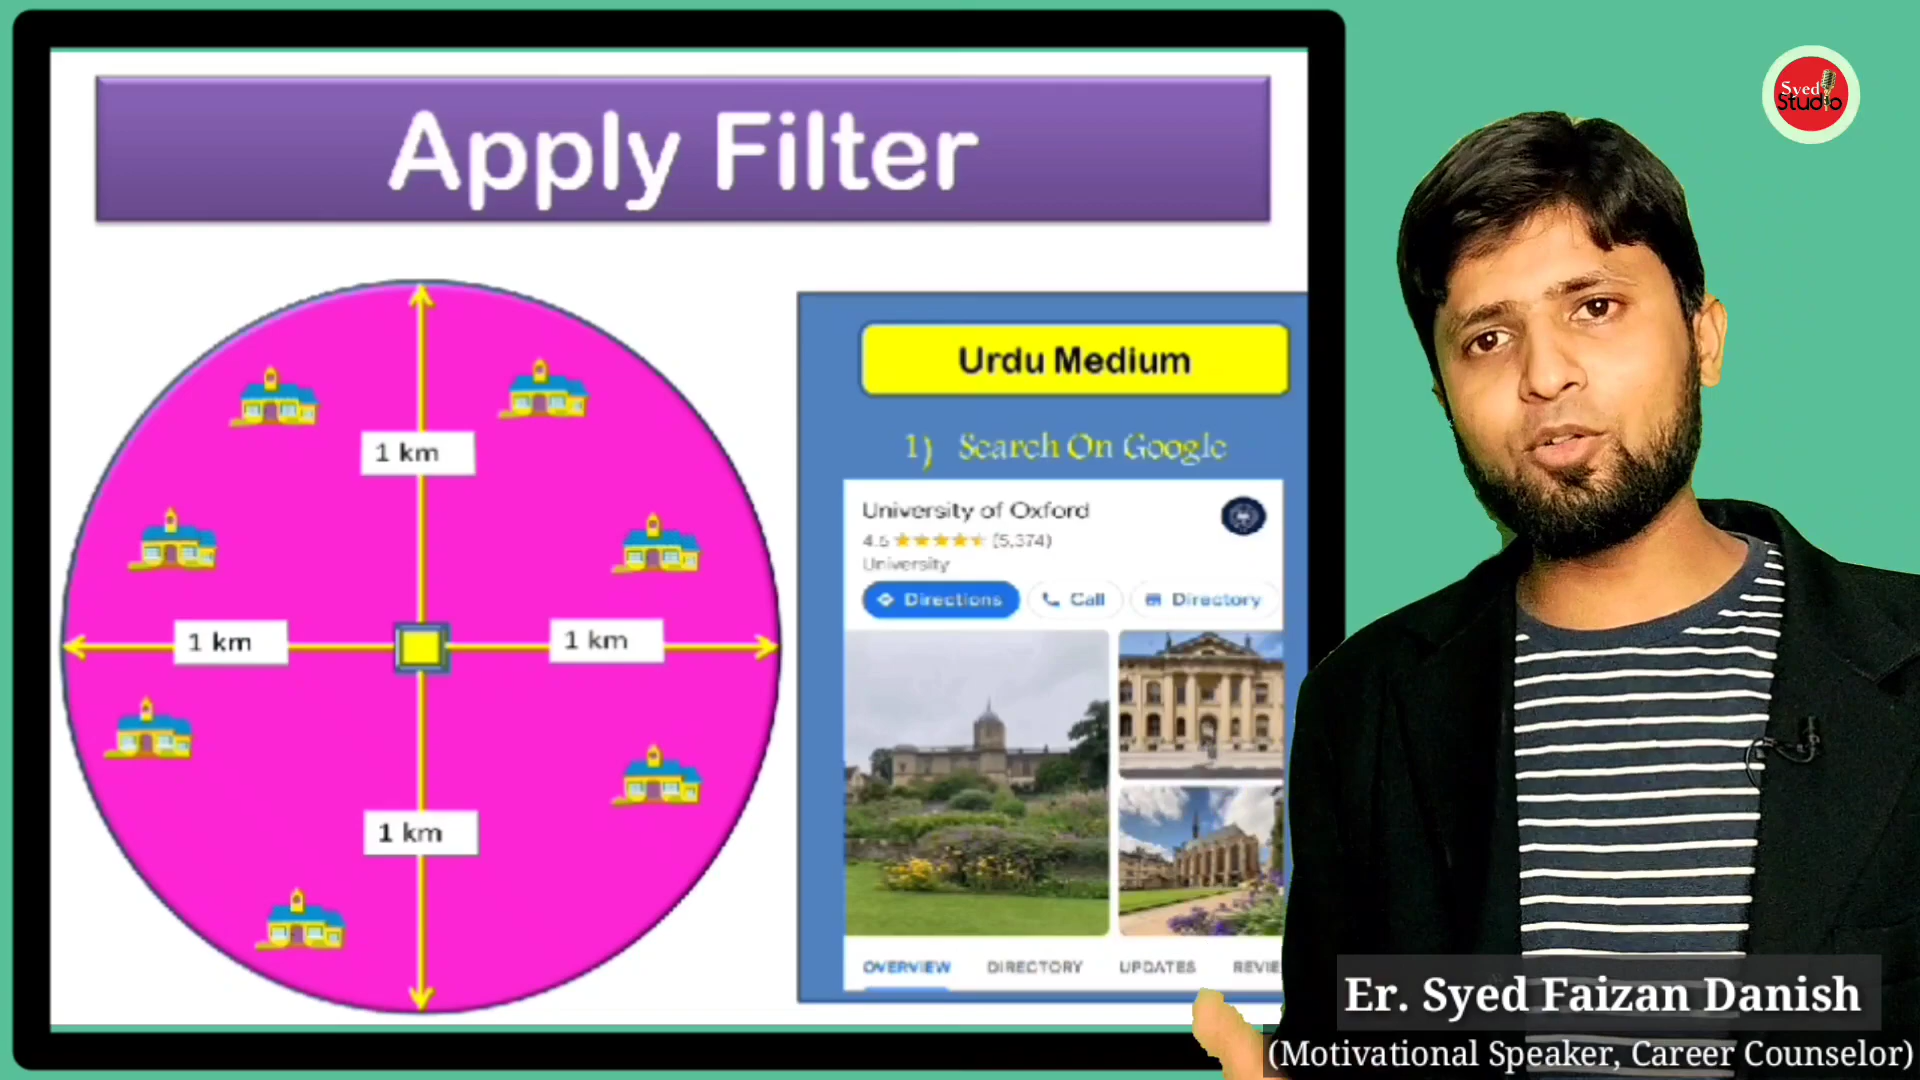 Apply Filter
Syed
Studio
1 km
1 km
1 km
1 km
Urdu Medium
1) Search On Google
University of Oxford
4.6 (5,374)
University
Directions
Call
Directory
OVERVIEW
DIRECTORY
UPDATES
REVIE
Er. Syed Faizan Danish
(Motivational Speaker, Career Counselor)